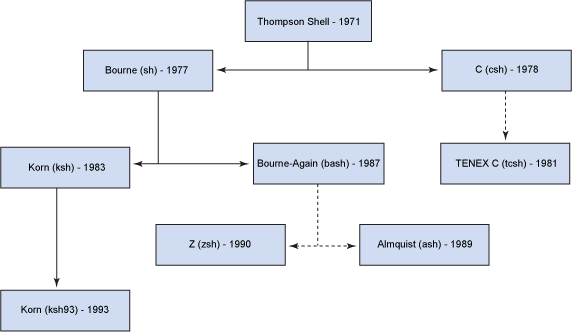 Thompson Shell - 1971
Bourne (sh) - 1977
C (csh) - 1978
Korn (ksh) - 1983
Bourne-Again (bash) - 1987
TENEX C (tcsh) - 1981
Z (zsh) - 1990
Almquist (ash) - 1989
Korn (ksh93) - 1993